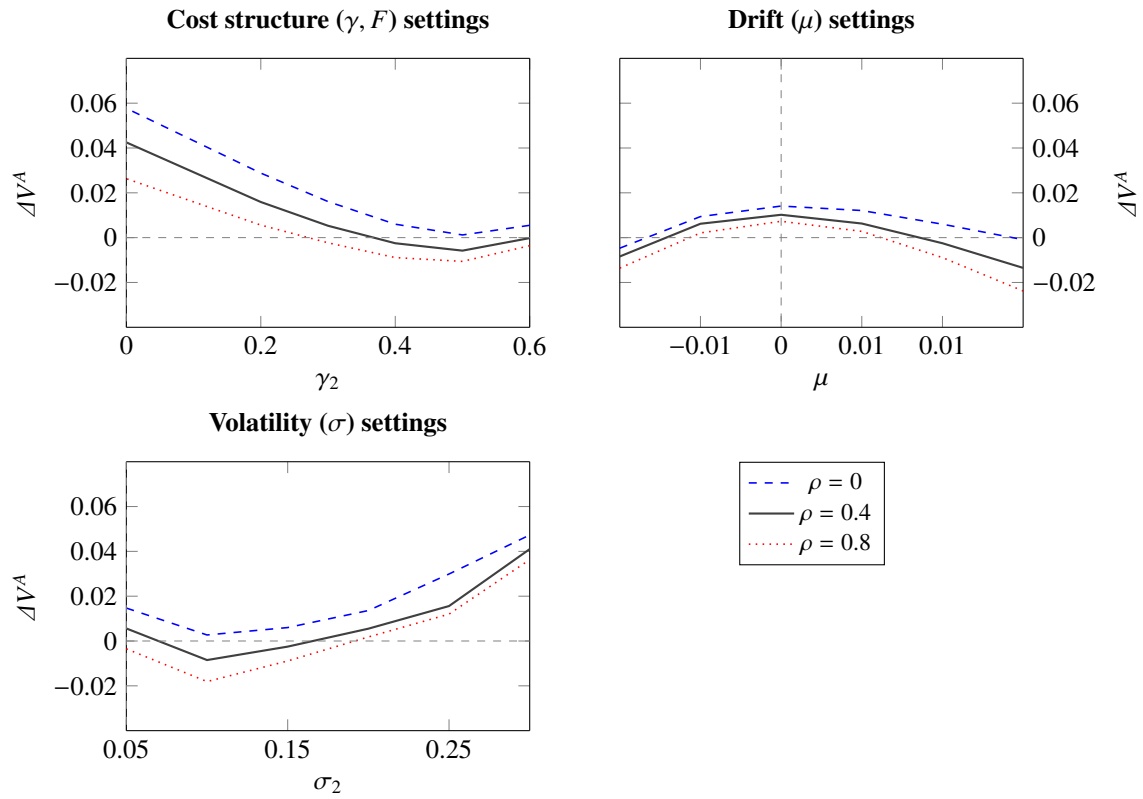 Cost structure (γ, F) settings
0.06
0.04
0.02
0
−0.02
ΔV^A
0 0.2 0.4 0.6
γ₂
Drift (μ) settings
0.06
0.04
0.02
0
−0.02
ΔV^A
−0.01 0 0.01 0.01
μ
Volatility (σ) settings
0.06
0.04
0.02
0
−0.02
ΔV^A
0.05 0.15 0.25
σ₂
ρ = 0
ρ = 0.4
ρ = 0.8